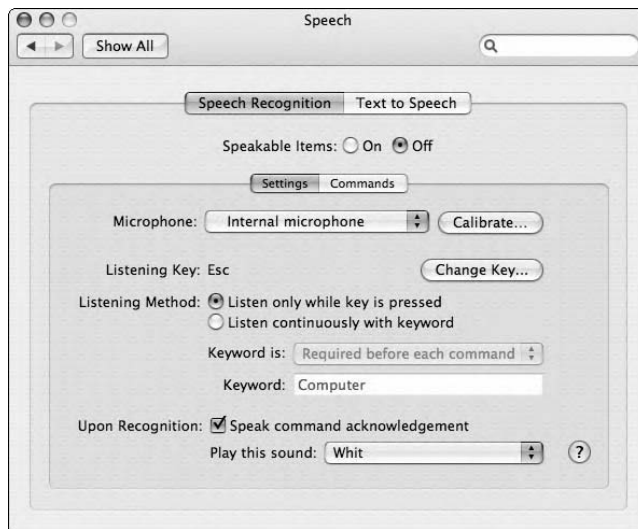 Speech
Show All
Speech Recognition Text to Speech
Speakable Items: On Off
Settings Commands
Microphone: Internal microphone Calibrate...
Listening Key: Esc Change Key...
Listening Method: Listen only while key is pressed
Listen continuously with keyword
Keyword is: Required before each command
Keyword: Computer
Upon Recognition: Speak command acknowledgement
Play this sound: Whit ?